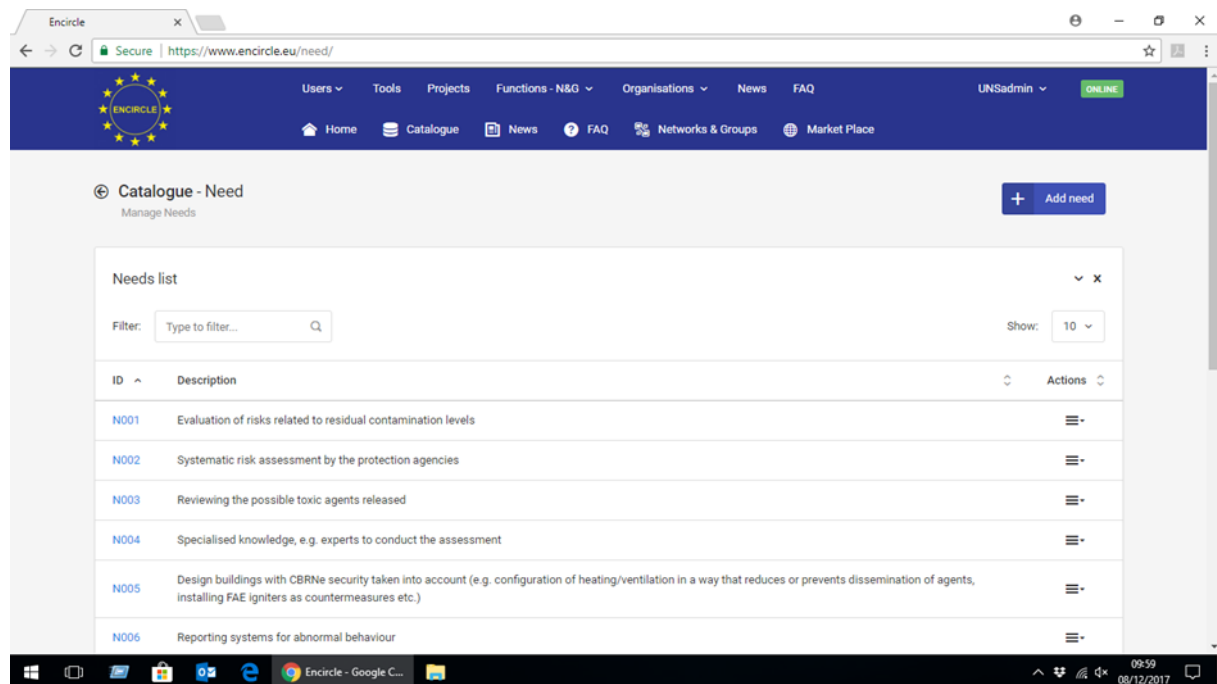 Encircle
Secure | https://www.encircle.eu/need/
ENCIRCLE
Users Tools Projects Functions - N&G Organisations News FAQ UNSadmin ONLINE
Home Catalogue News FAQ Networks & Groups Market Place
Catalogue - Need
Manage Needs
+ Add need
Needs list
Filter: Type to filter... Show: 10
ID Description Actions
N001 Evaluation of risks related to residual contamination levels
N002 Systematic risk assessment by the protection agencies
N003 Reviewing the possible toxic agents released
N004 Specialised knowledge, e.g. experts to conduct the assessment
N005 Design buildings with CBRNe security taken into account (e.g. configuration of heating/ventilation in a way that reduces or prevents dissemination of agents,
installing FAE igniters as countermeasures etc.)
N006 Reporting systems for abnormal behaviour
Encircle - Google C...
09:59
08/12/2017